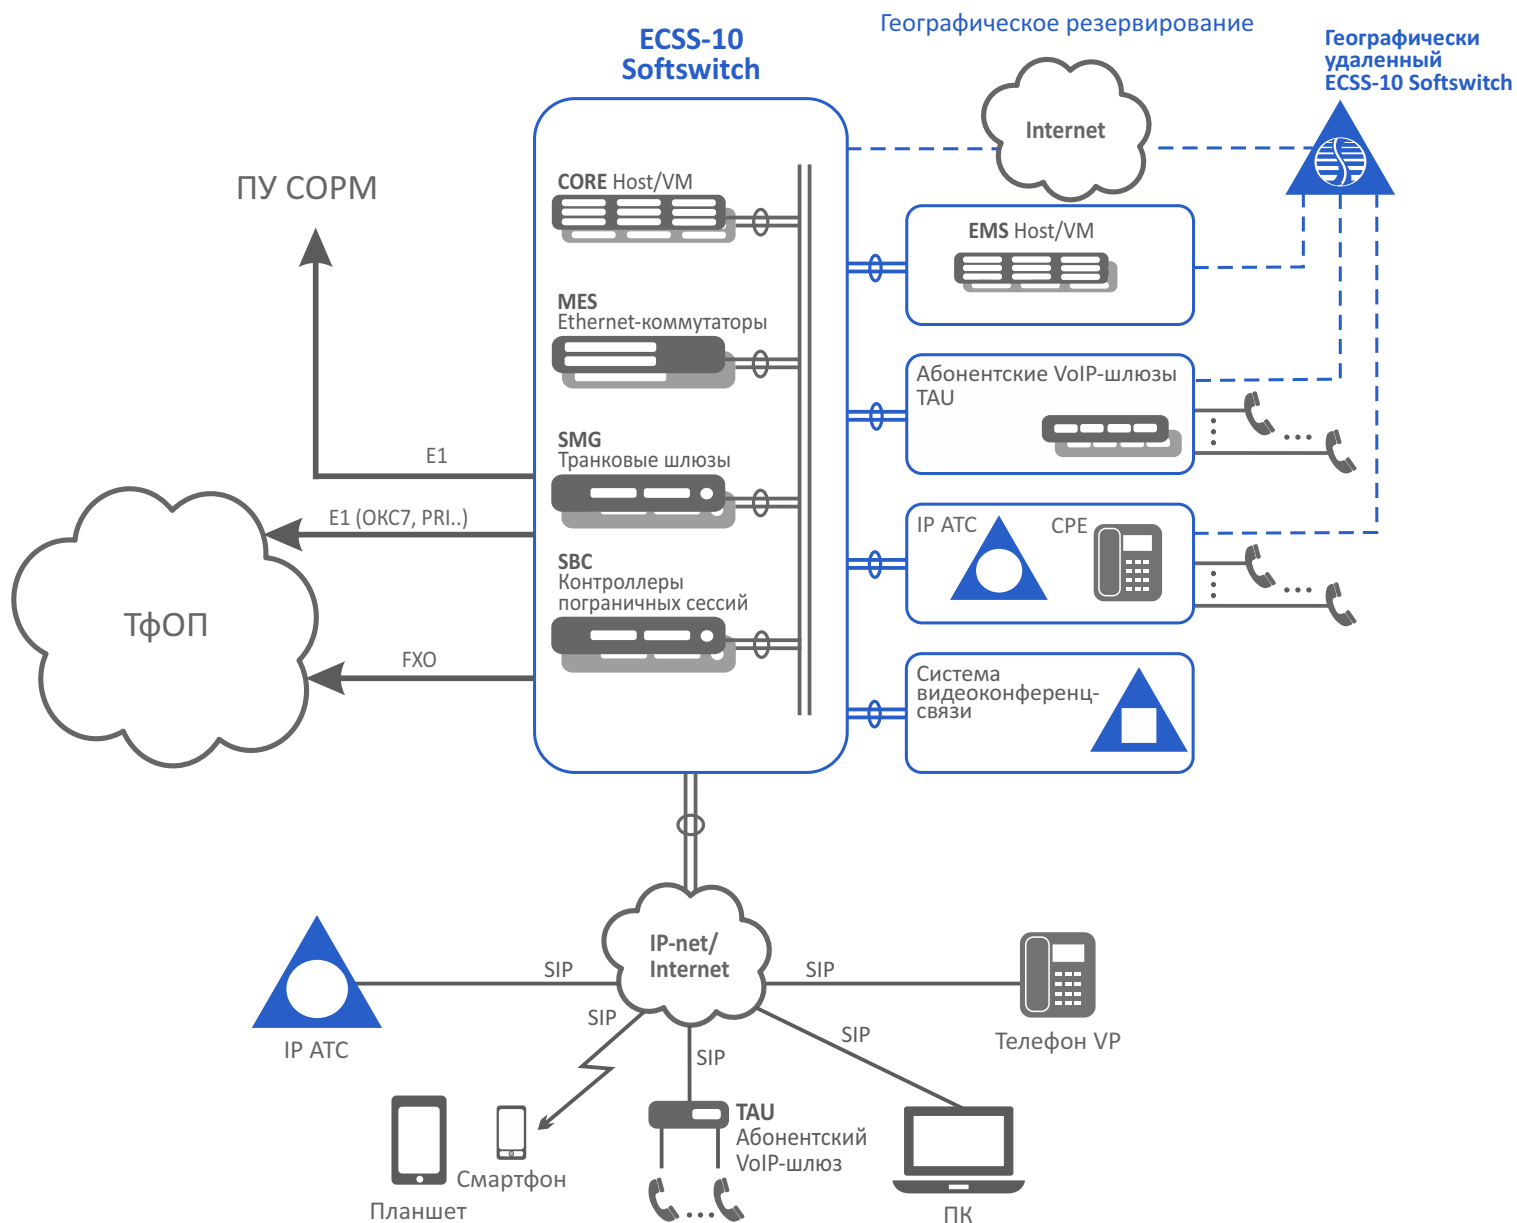 Географическое резервирование
ECSS-10
Softswitch
Географически
удаленный
ECSS-10 Softswitch
Internet
ПУ СОРМ
CORE Host/VM
EMS Host/VM
MES
Ethernet-коммутаторы
Абонентские VoIP-шлюзы
TAU
SMG
Транковые шлюзы
E1
E1 (ОКС7, PRI..)
IP АТС
CPE
SBC
Контроллеры
пограничных сессий
ТфОП
FXO
Система
видеоконференц-
связи
IP-net/
Internet
SIP
SIP
SIP
SIP
SIP
IP АТС
Телефон VP
TAU
Абонентский
VoIP-шлюз
Смартфон
Планшет
ПК